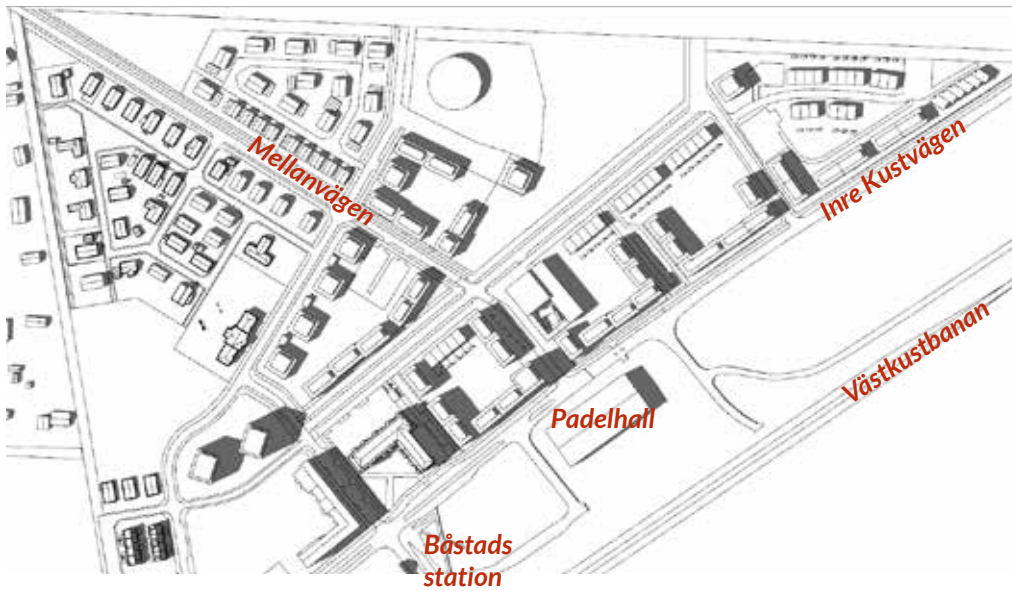 Mellanvägen
Inre Kustvägen
Västkustbanan
Padelhall
Båstads
station